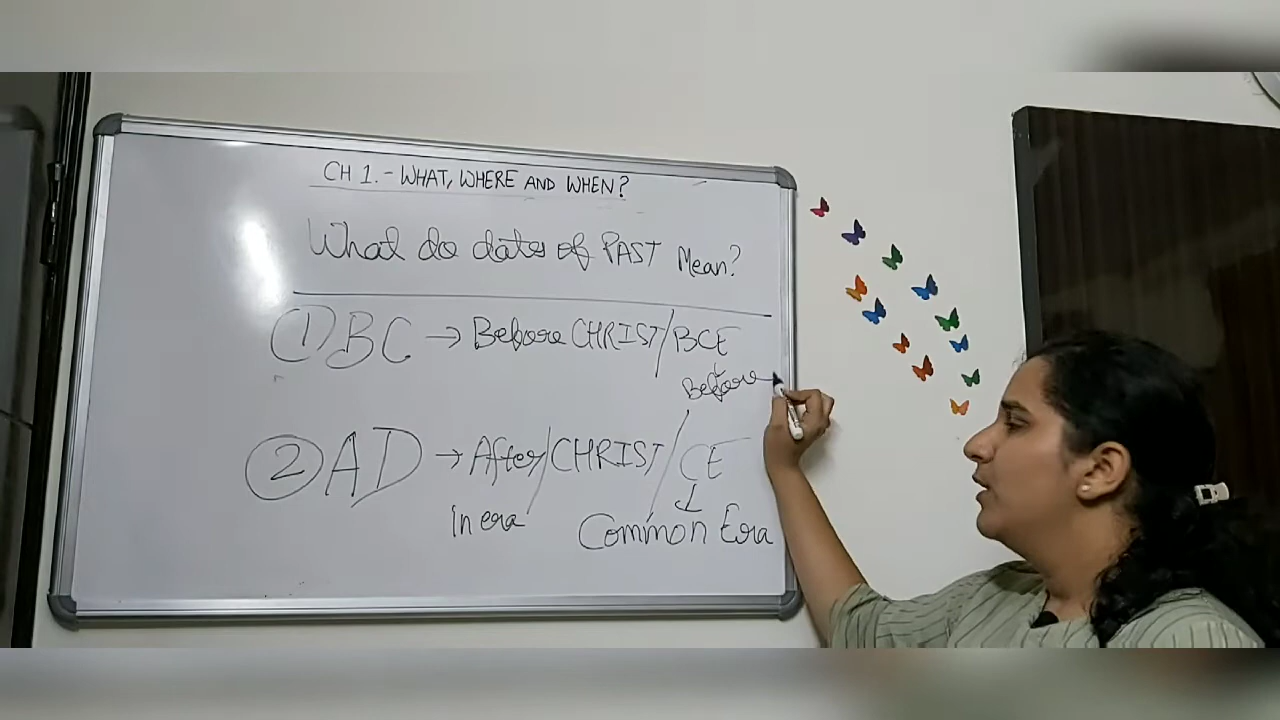 CH 1. - WHAT, WHERE AND WHEN?
What do dates of PAST Mean?
① BC → Before CHRIST / BCE
Before
② AD → After / CHRIST / CE
In era
Common Era